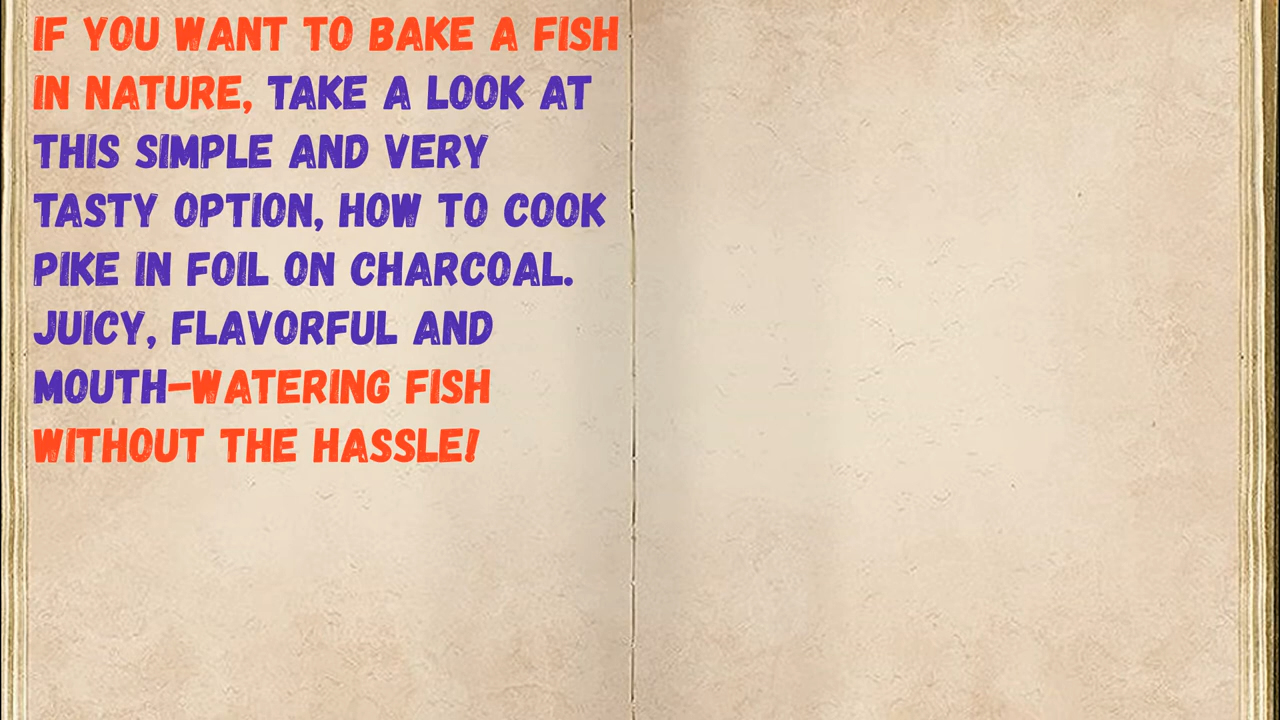 IF YOU WANT TO BAKE A FISH
IN NATURE, TAKE A LOOK AT
THIS SIMPLE AND VERY
TASTY OPTION, HOW TO COOK
PIKE IN FOIL ON CHARCOAL.
JUICY, FLAVORFUL AND
MOUTH-WATERING FISH
WITHOUT THE HASSLE!